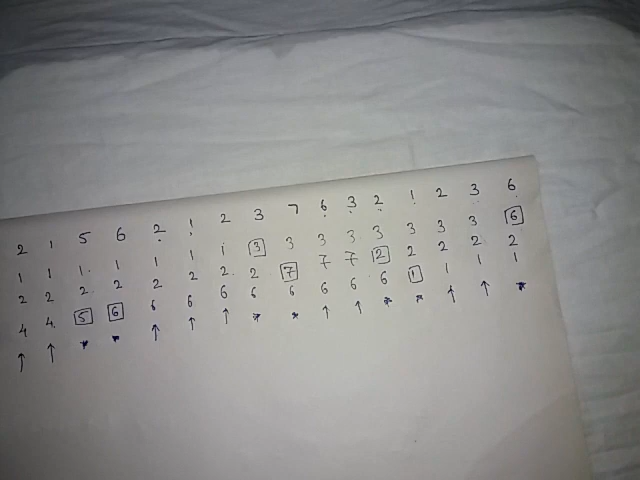 2 1 5 6 2 1 2 3 7 6 3 2 1 2 3 6
1 1 1 1 1 1 1 3 3 3 3 3 3 3 3 6
2 2 2 2 2 2 2 2 7 7 7 2 2 2 2 2
4 4 5 6 6 6 6 6 6 6 6 6 1 1 1 1
↑ ↑ * * ↑ ↑ ↑ * * ↑ ↑ * * ↑ ↑ *